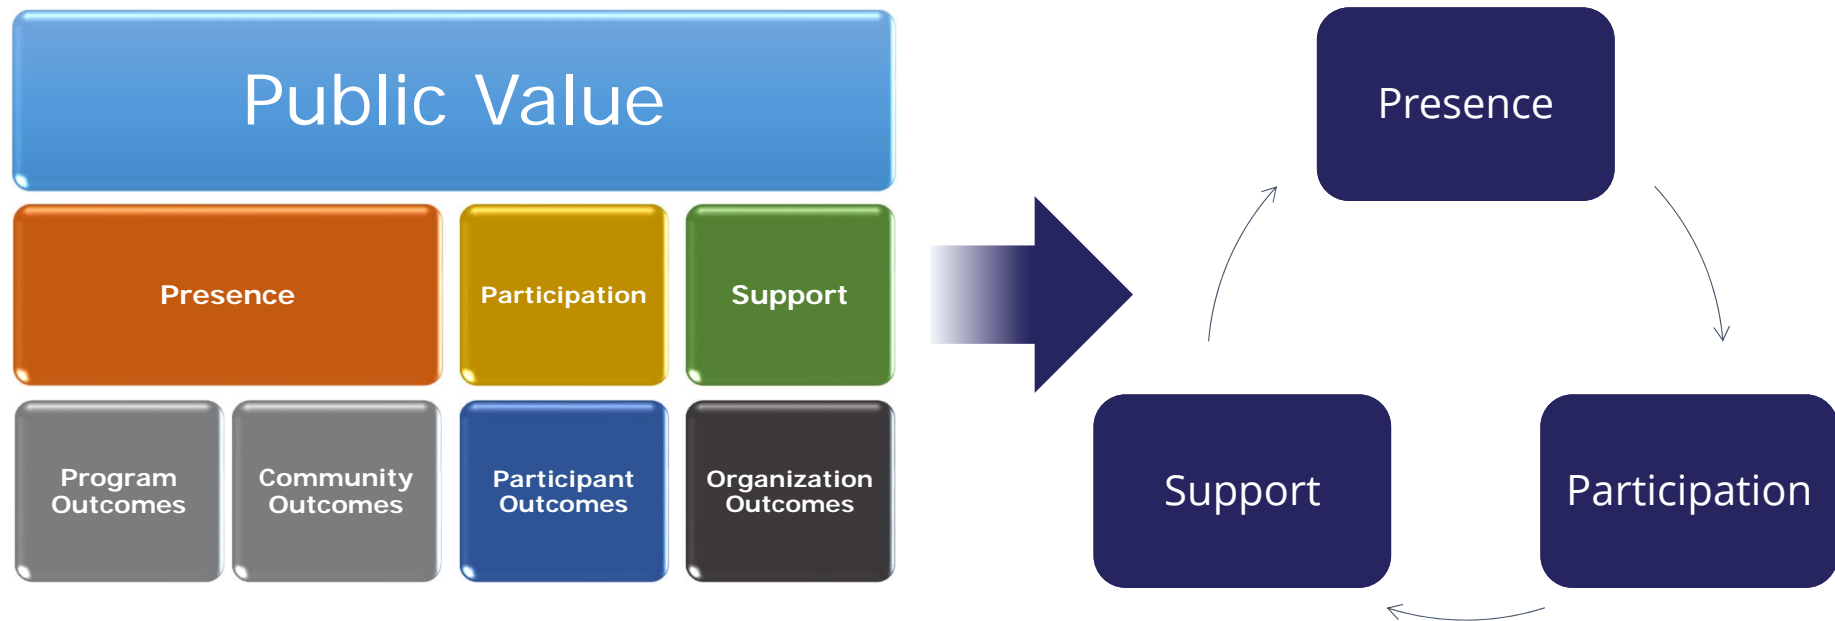 Public Value
Presence
Participation
Support
Program
Outcomes
Community
Outcomes
Participant
Outcomes
Organization
Outcomes
Presence
Support
Participation